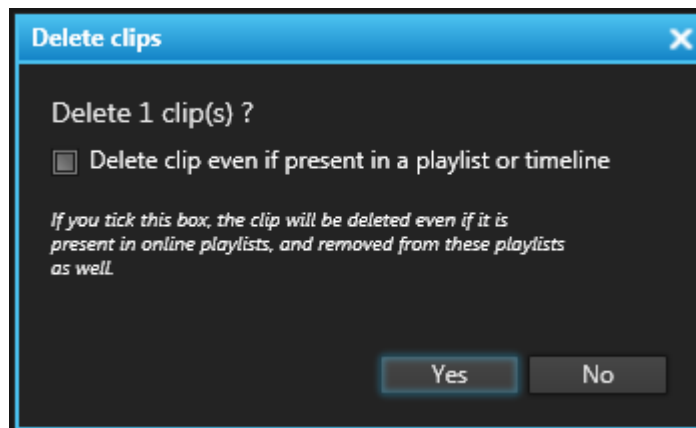 Delete clips
Delete 1 clip(s) ?
Delete clip even if present in a playlist or timeline
If you tick this box, the clip will be deleted even if it is
present in online playlists, and removed from these playlists
as well.
Yes
No